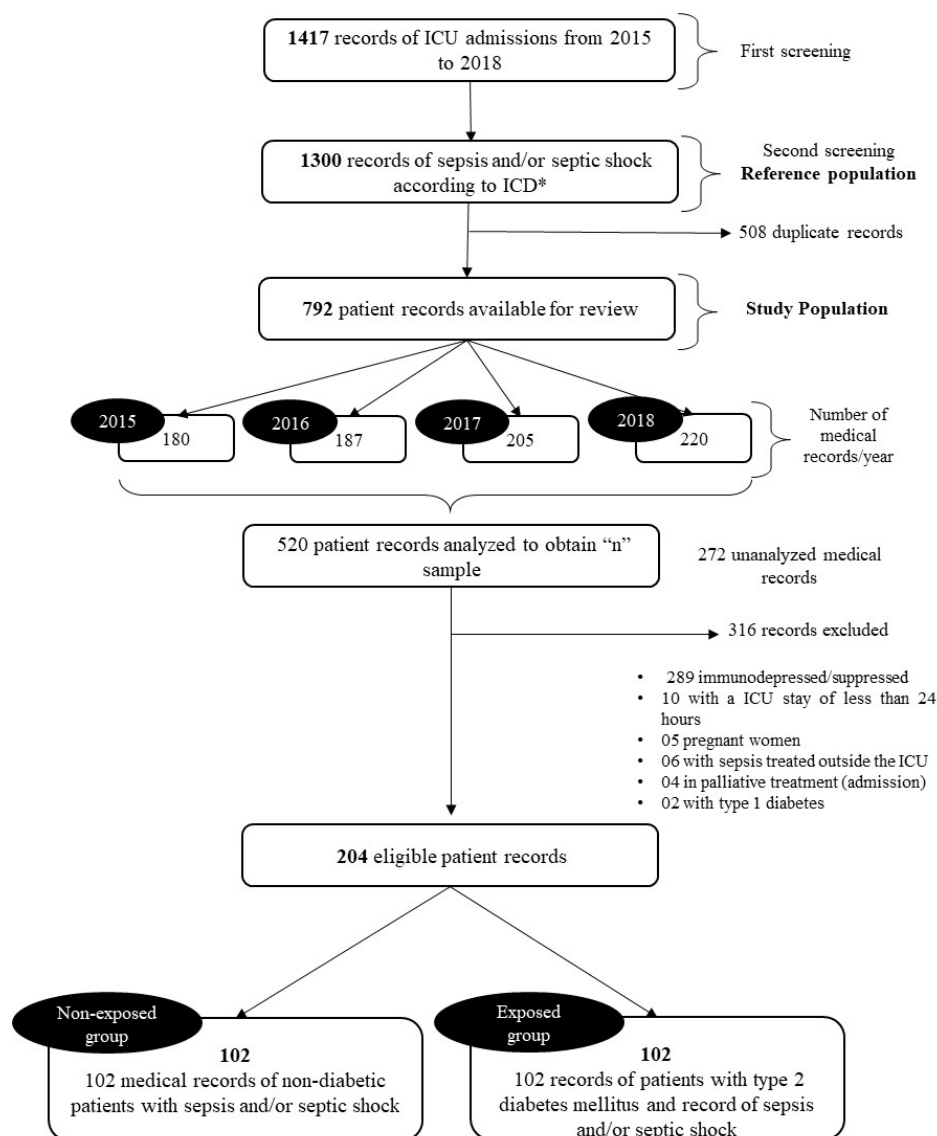 1417 records of ICU admissions from 2015
to 2018
First screening
1300 records of sepsis and/or septic shock
according to ICD*
Second screening
Reference population
508 duplicate records
792 patient records available for review
Study Population
2015
180
2016
187
2017
205
2018
220
Number of
medical
records/year
520 patient records analyzed to obtain “n”
sample
272 unanalyzed medical
records
316 records excluded
• 289 immunodepressed/suppressed
• 10 with a ICU stay of less than 24
hours
• 05 pregnant women
• 06 with sepsis treated outside the ICU
• 04 in palliative treatment (admission)
• 02 with type 1 diabetes
204 eligible patient records
Non-exposed
group
102
102 medical records of non-diabetic
patients with sepsis and/or septic shock
Exposed
group
102
102 records of patients with type 2
diabetes mellitus and record of sepsis
and/or septic shock